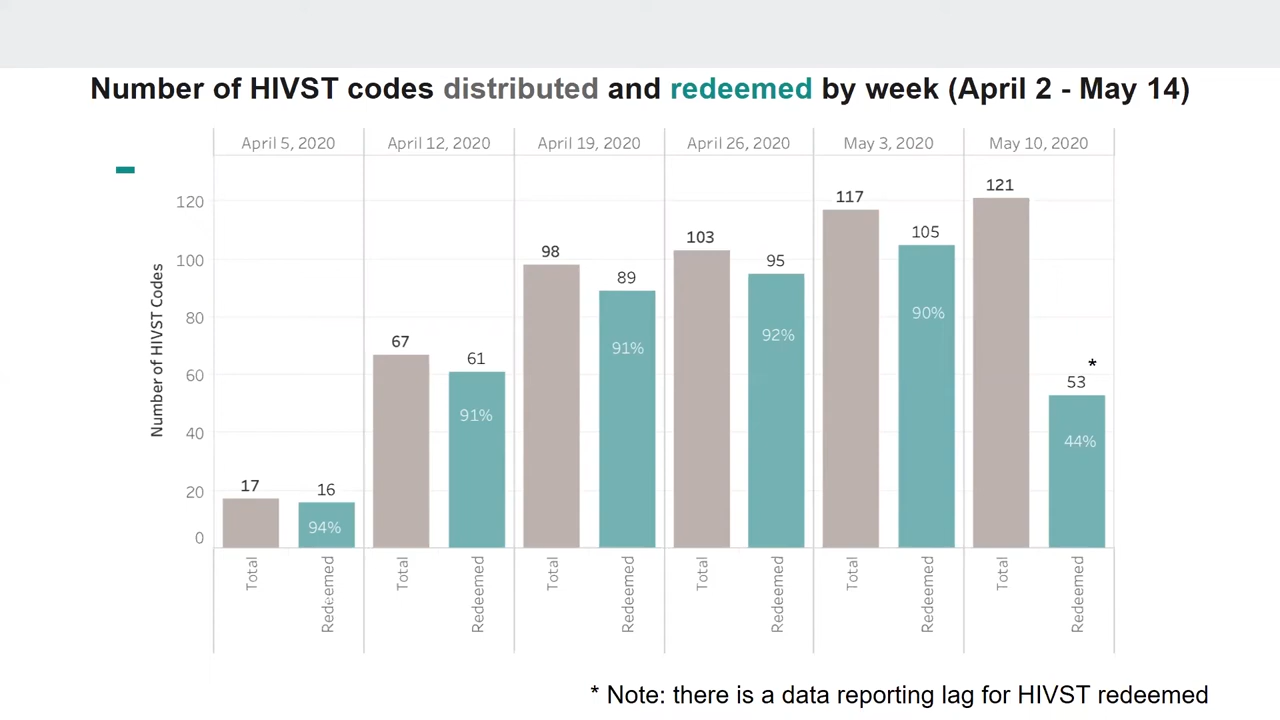 Number of HIVST codes distributed and redeemed by week (April 2 - May 14)
April 5, 2020 April 12, 2020 April 19, 2020 April 26, 2020 May 3, 2020 May 10, 2020
Number of HIVST Codes
120
100
80
60
40
20
0
17 16 94%
67 61 91%
98 89 91%
103 95 92%
117 105 90%
121 53 * 44%
Total Redeemed Total Redeemed Total Redeemed Total Redeemed Total Redeemed Total Redeemed
* Note: there is a data reporting lag for HIVST redeemed